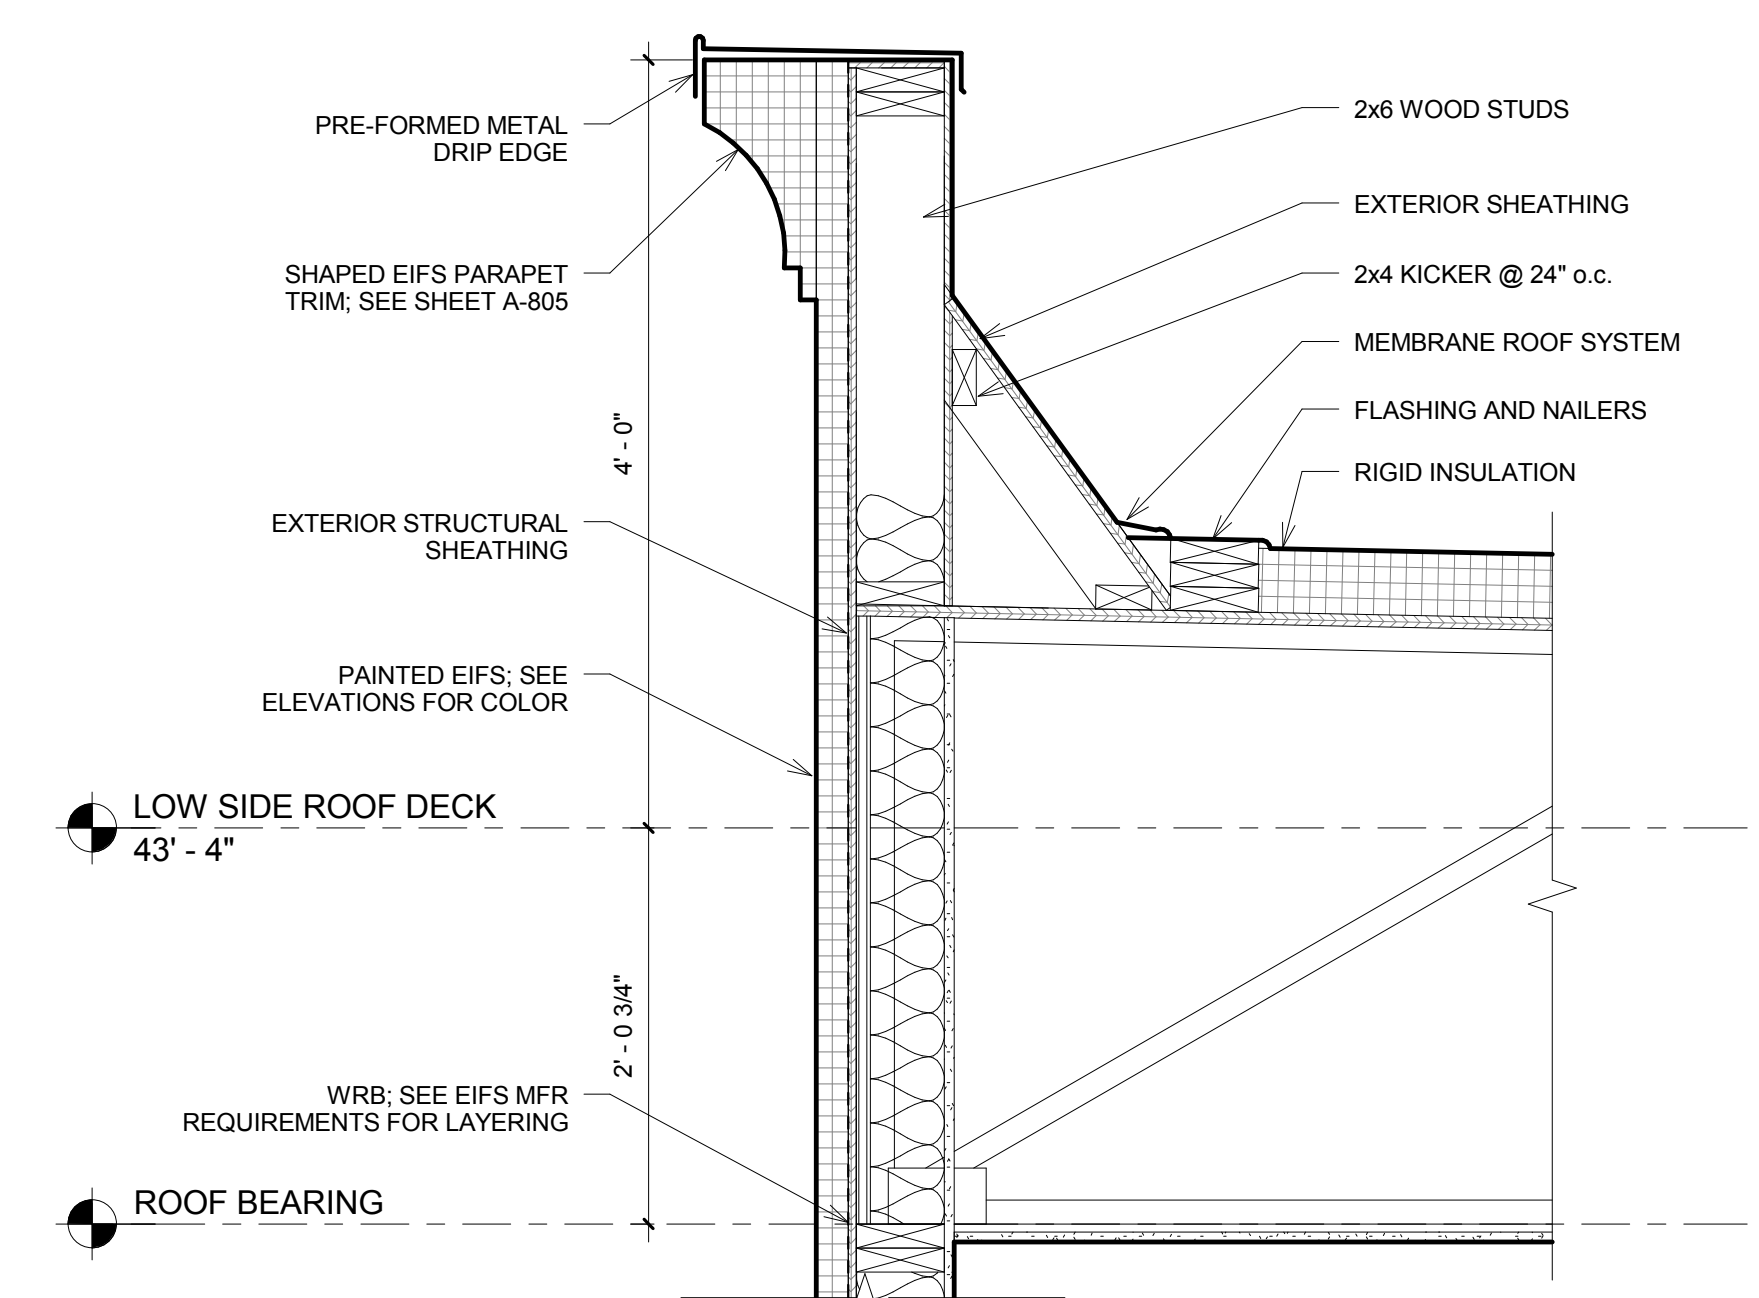 PRE-FORMED METAL
DRIP EDGE
SHAPED EIFS PARAPET
TRIM; SEE SHEET A-805
EXTERIOR STRUCTURAL
SHEATHING
PAINTED EIFS; SEE
ELEVATIONS FOR COLOR
LOW SIDE ROOF DECK
43' - 4"
WRB; SEE EIFS MFR
REQUIREMENTS FOR LAYERING
ROOF BEARING
4' - 0"
2' - 0 3/4"
2x6 WOOD STUDS
EXTERIOR SHEATHING
2x4 KICKER @ 24" o.c.
MEMBRANE ROOF SYSTEM
FLASHING AND NAILERS
RIGID INSULATION